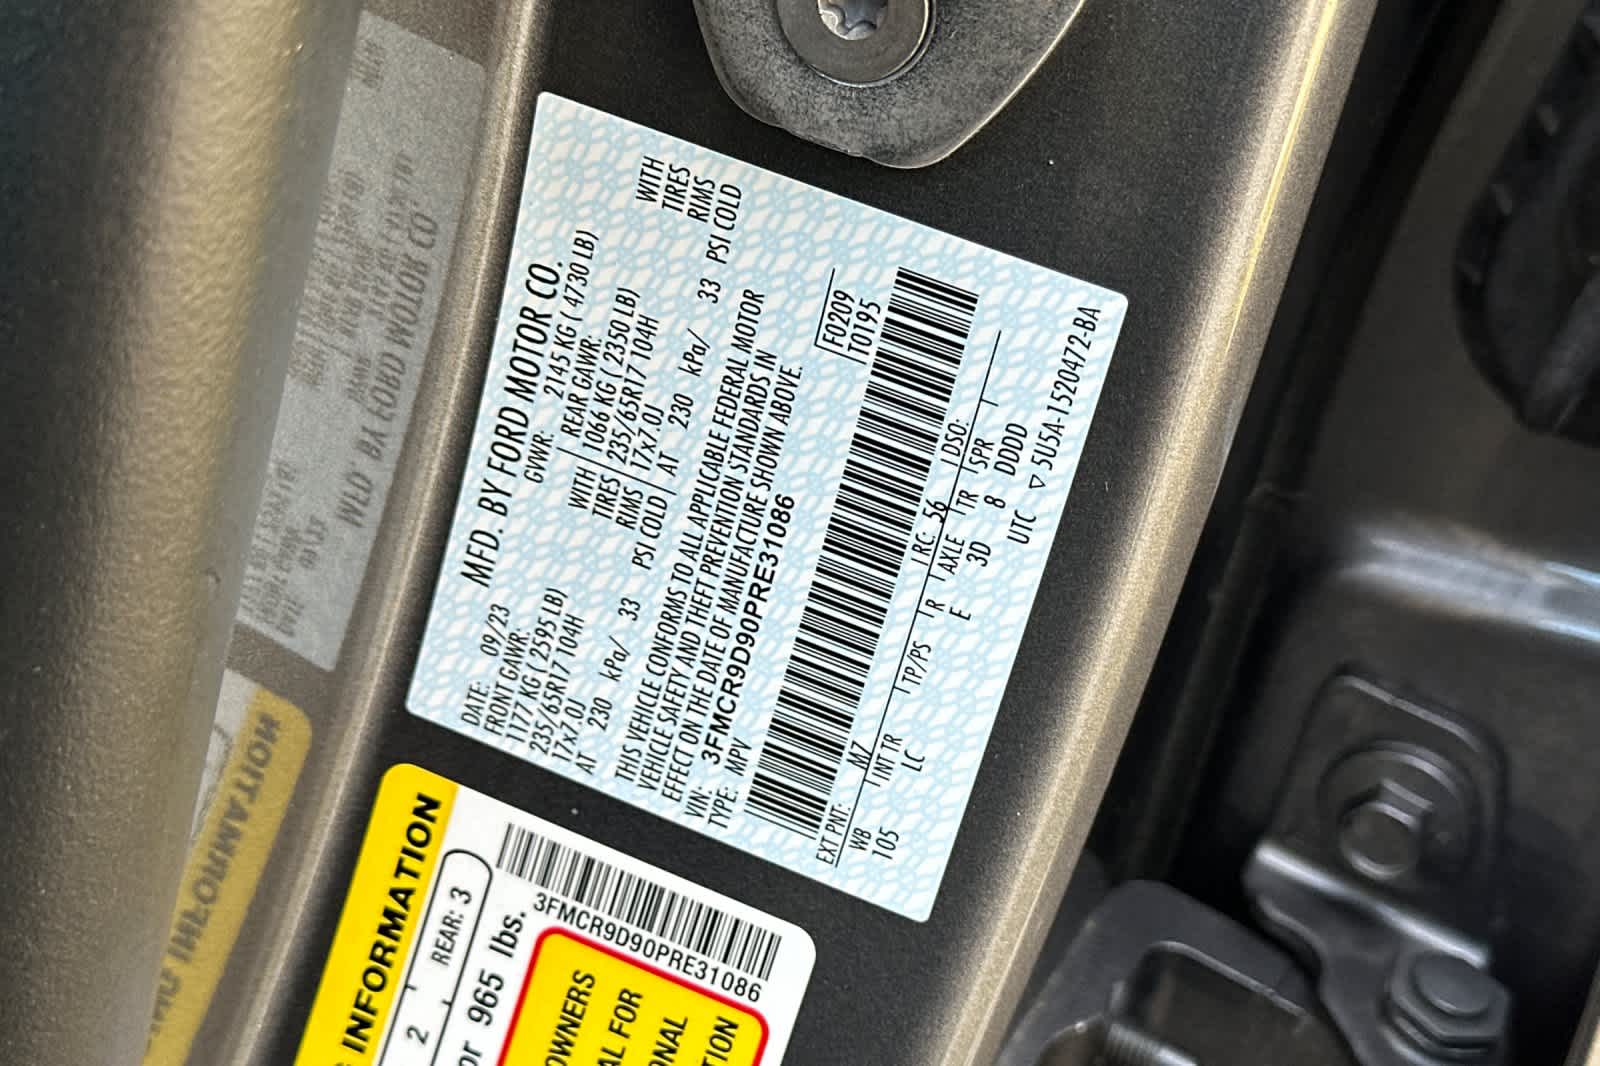 MFD. BY FORD MOTOR CO.
DATE: 09/23 GVWR: 2145 KG ( 4730 LB)
FRONT GAWR: REAR GAWR:
1177 KG ( 2595 LB) WITH 1066 KG ( 2350 LB) WITH
235/65R17 104H TIRES 235/65R17 104H TIRES
17x7.0J RIMS 17x7.0J RIMS
AT 230 kPa/ 33 PSI COLD AT 230 kPa/ 33 PSI COLD
THIS VEHICLE CONFORMS TO ALL APPLICABLE FEDERAL MOTOR
VEHICLE SAFETY AND THEFT PREVENTION STANDARDS IN
EFFECT ON THE DATE OF MANUFACTURE SHOWN ABOVE.
VIN: 3FMCR9D90PRE31086
TYPE: MPV
F0209
T0195
EXT PNT: M7 RC: 56 DSO:
WB INT TR TP/PS R AXLE TR SPR
105 LC E 3D 8 DDDD
UTC ▽ 5U5A-1520472-BA
INFORMATION
2 REAR: 3
or 965 lbs.
3FMCR9D90PRE31086
OWNERS
AL FOR
ONAL
TION